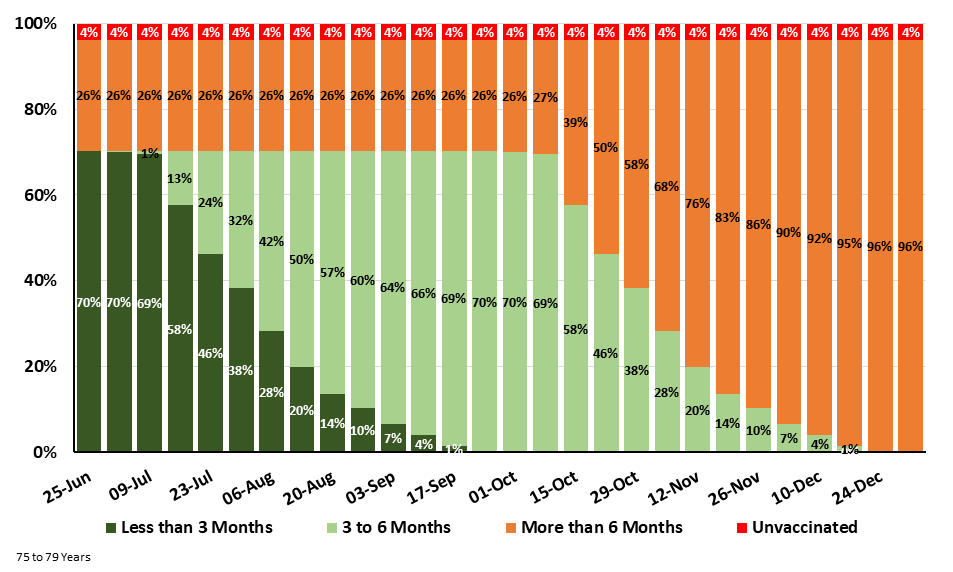 100%
80%
60%
40%
20%
0%
4% 4% 4% 4% 4% 4% 4% 4% 4% 4% 4% 4% 4% 4% 4% 4% 4% 4% 4% 4% 4% 4% 4% 4% 4% 4% 4% 4%
26% 26% 26% 26% 26% 26% 26% 26% 26% 26% 26% 26% 26% 26% 26% 27% 39% 50% 58% 68% 76% 83% 86% 90% 92% 95% 96% 96%
1% 13% 24% 32% 42% 50% 57% 60% 64% 66% 69% 70% 70% 69% 58% 46% 38% 28% 20% 14% 10% 7% 4% 1%
70% 70% 69% 58% 46% 38% 28% 20% 14% 10% 7% 4% 1%
25-Jun 09-Jul 23-Jul 06-Aug 20-Aug 03-Sep 17-Sep 01-Oct 15-Oct 29-Oct 12-Nov 26-Nov 10-Dec 24-Dec
Less than 3 Months 3 to 6 Months More than 6 Months Unvaccinated
75 to 79 Years